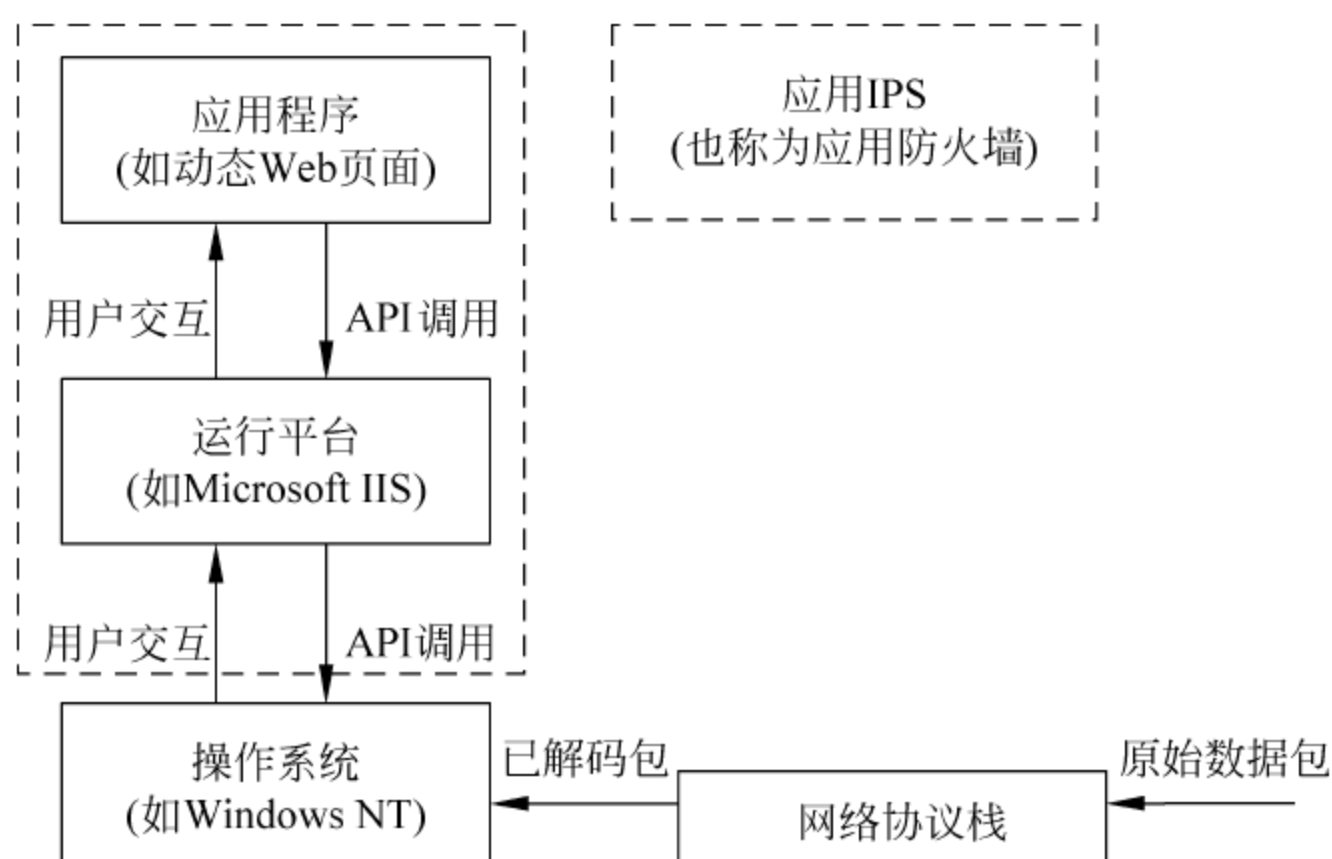 应用程序
(如动态Web页面)
应用IPS
(也称为应用防火墙)
用户交互
API调用
运行平台
(如Microsoft IIS)
用户交互
API调用
操作系统
(如Windows NT)
已解码包
网络协议栈
原始数据包